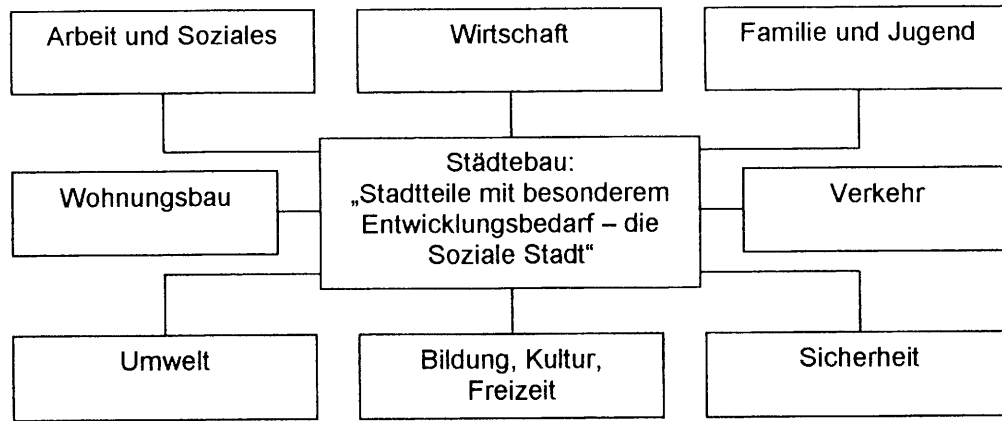 Arbeit und Soziales
Wirtschaft
Familie und Jugend
Städtebau:
„Stadtteile mit besonderem
Entwicklungsbedarf – die
Soziale Stadt“
Wohnungsbau
Verkehr
Umwelt
Bildung, Kultur,
Freizeit
Sicherheit